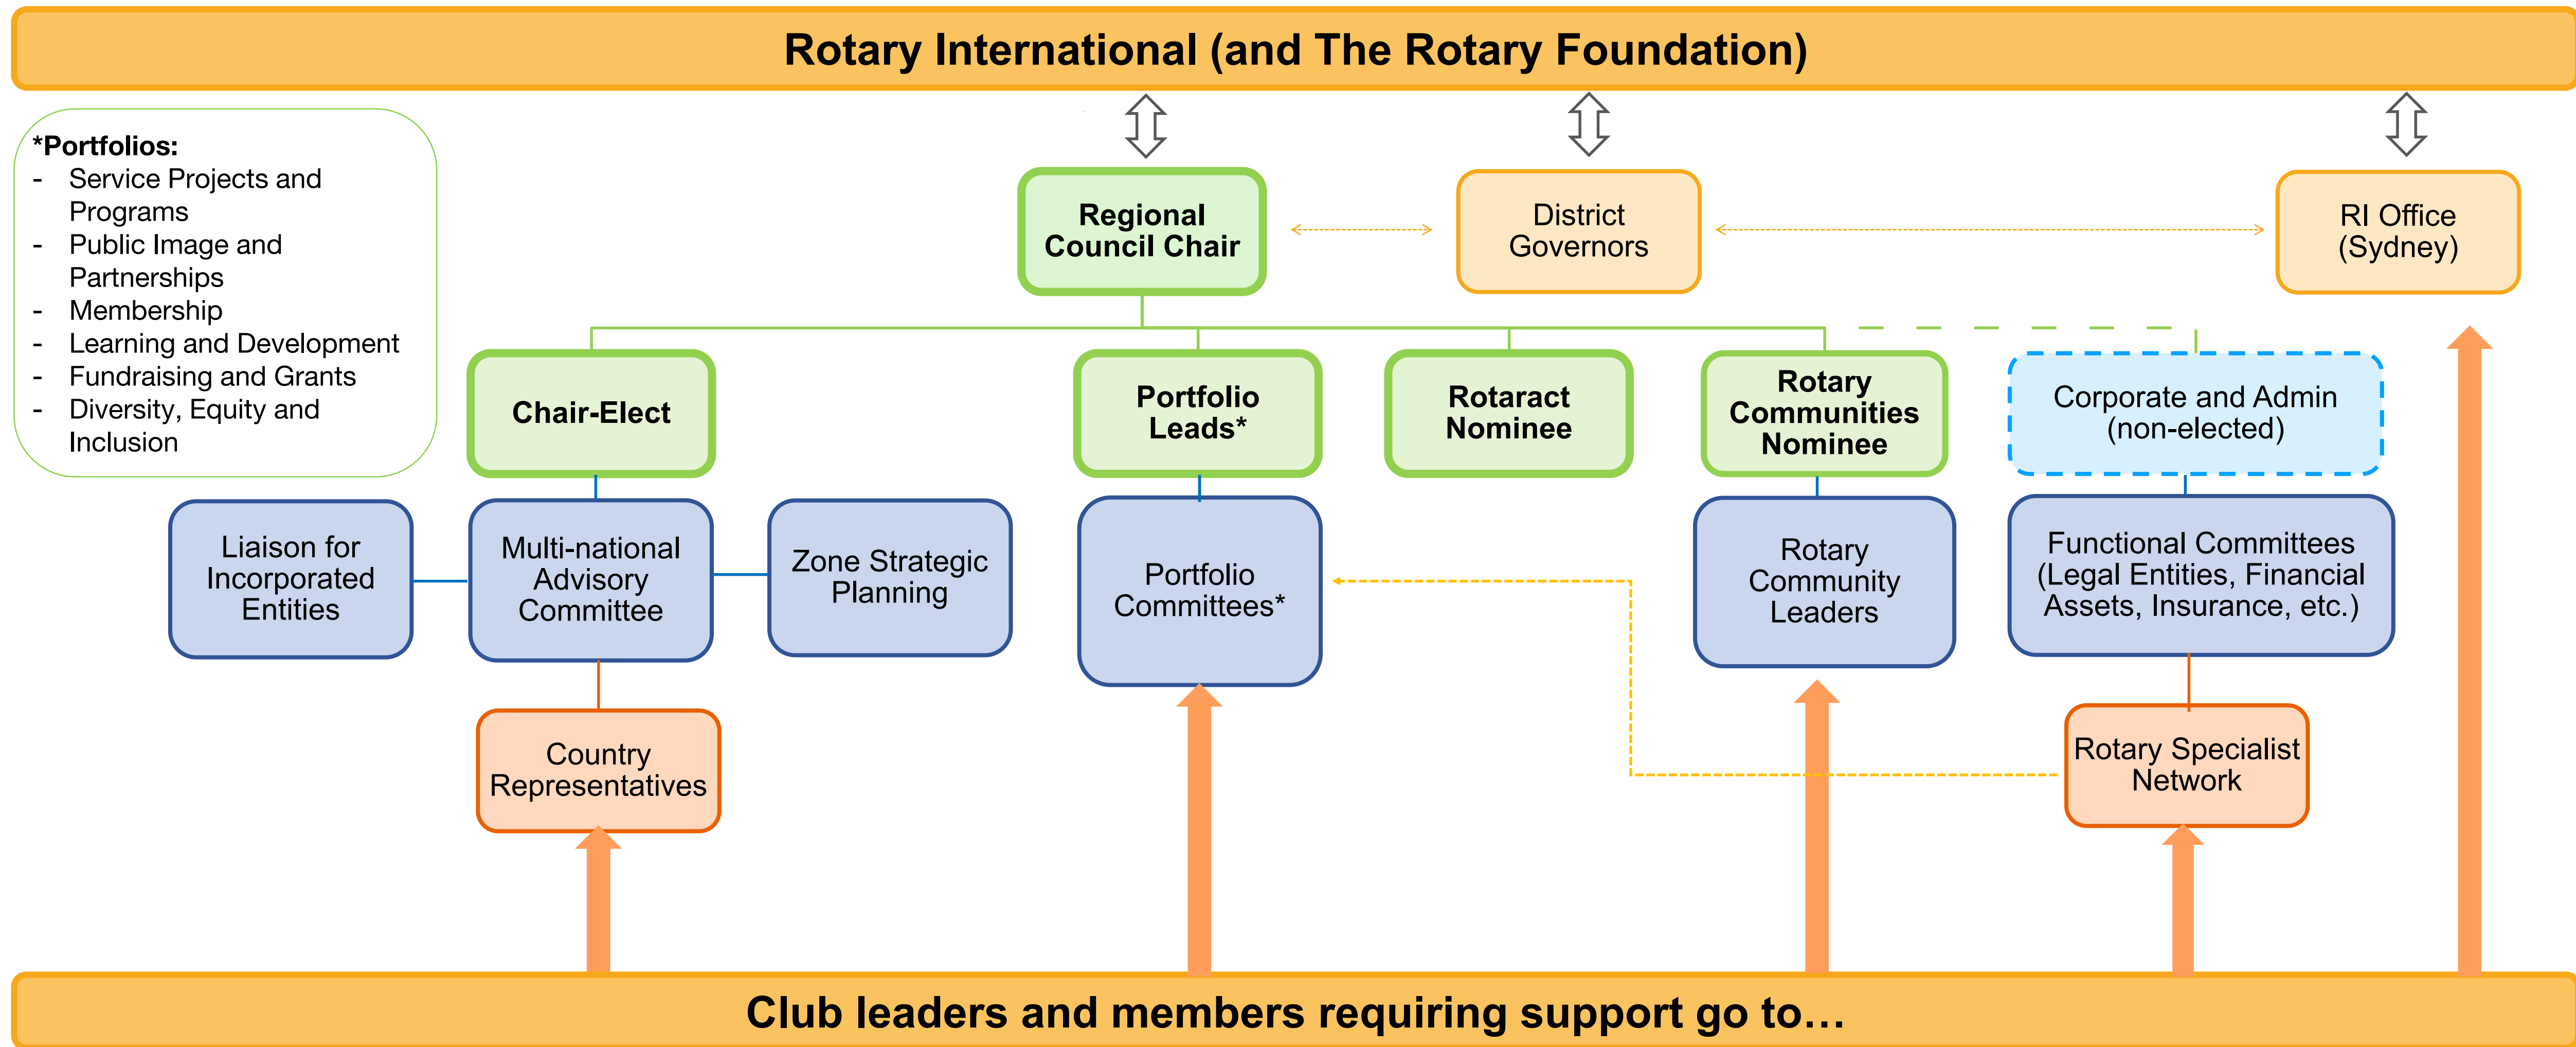 Rotary International (and The Rotary Foundation)
*Portfolios:
- Service Projects and
Programs
- Public Image and
Partnerships
- Membership
- Learning and Development
- Fundraising and Grants
- Diversity, Equity and
Inclusion
Regional
Council Chair
District
Governors
RI Office
(Sydney)
Chair-Elect
Portfolio
Leads*
Rotaract
Nominee
Rotary
Communities
Nominee
Corporate and Admin
(non-elected)
Liaison for
Incorporated
Entities
Multi-national
Advisory
Committee
Zone Strategic
Planning
Portfolio
Committees*
Rotary
Community
Leaders
Functional Committees
(Legal Entities, Financial
Assets, Insurance, etc.)
Country
Representatives
Rotary Specialist
Network
Club leaders and members requiring support go to…